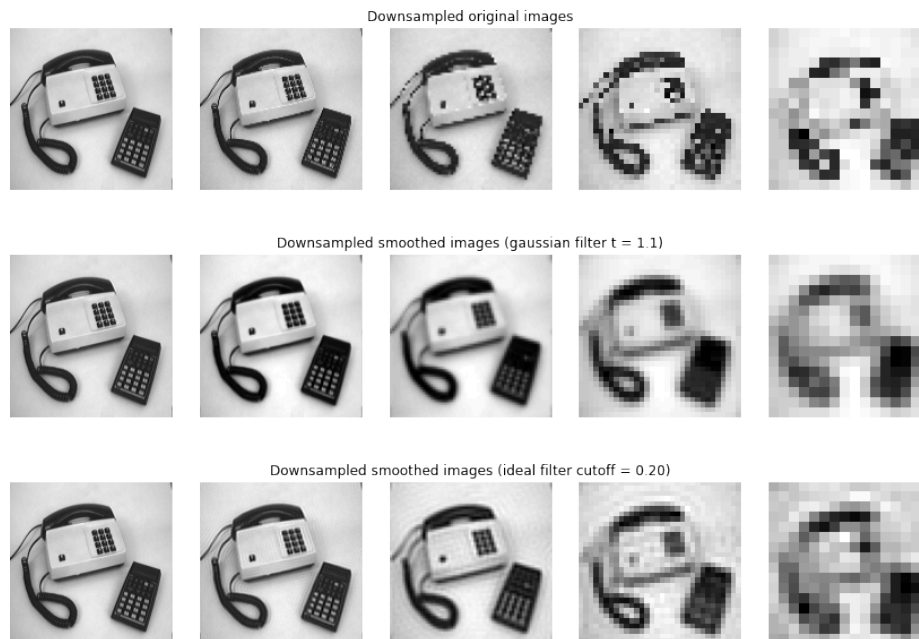 Downsampled original images
Downsampled smoothed images (gaussian filter t = 1.1)
Downsampled smoothed images (ideal filter cutoff = 0.20)